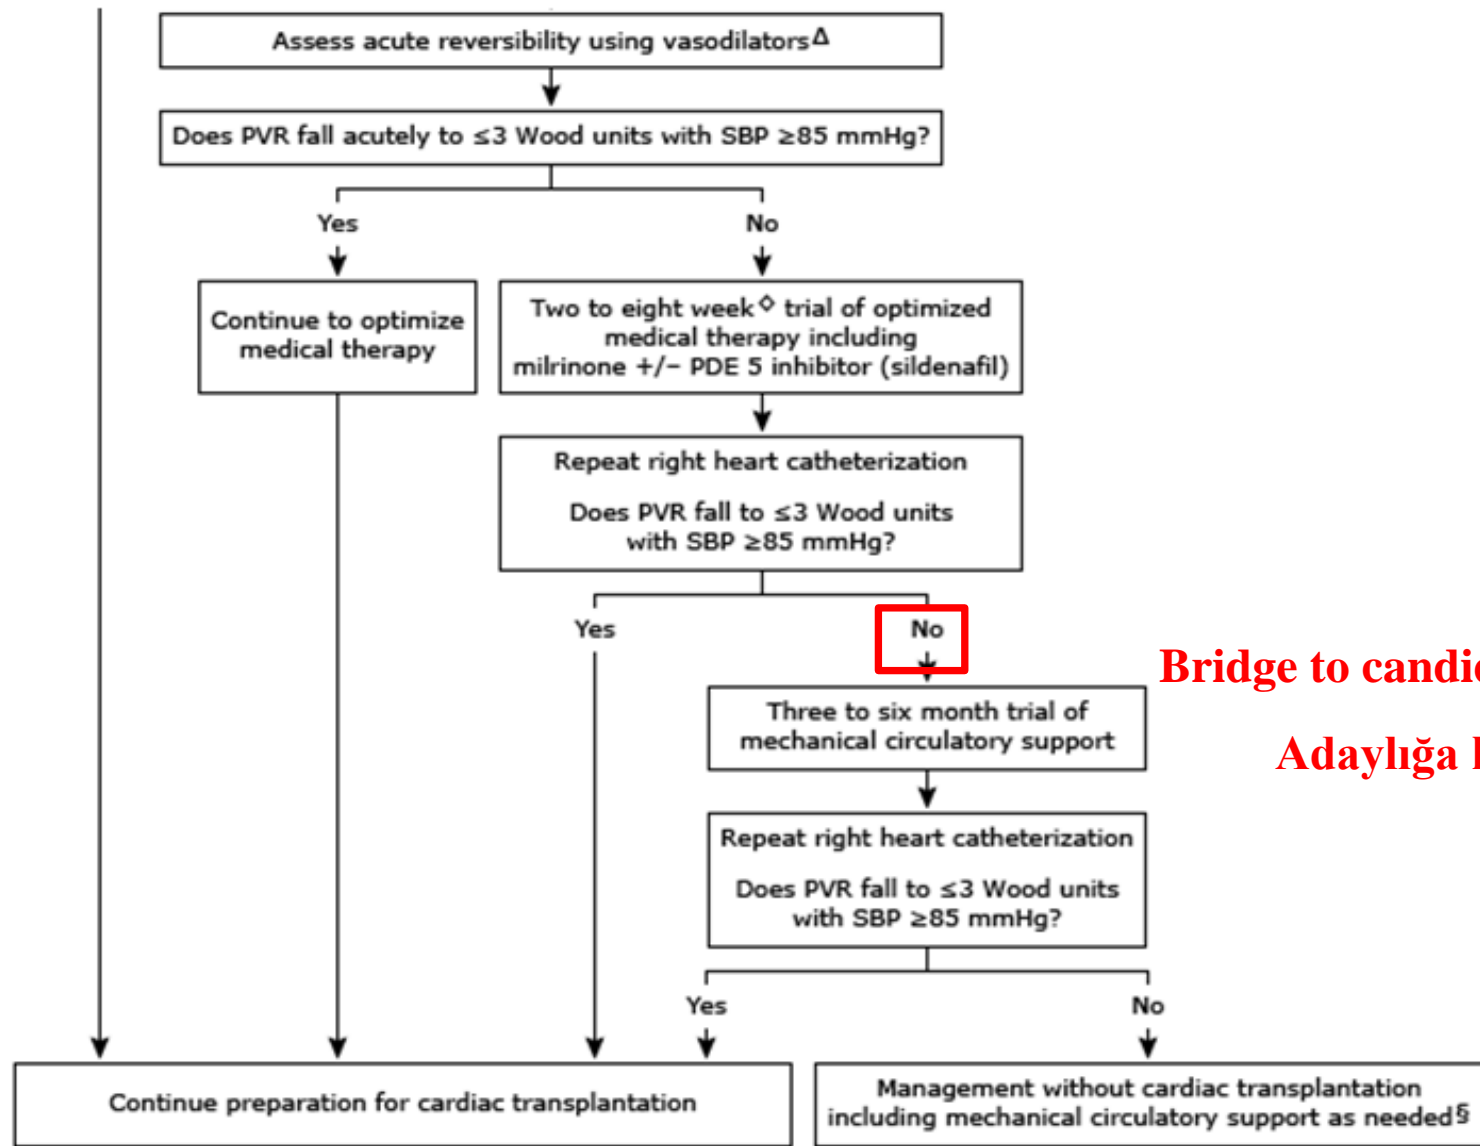 Assess acute reversibility using vasodilatorsΔ
Does PVR fall acutely to ≤3 Wood units with SBP ≥85 mmHg?
Yes
No
Continue to optimize
medical therapy
Two to eight week◇ trial of optimized
medical therapy including
milrinone +/− PDE 5 inhibitor (sildenafil)
Repeat right heart catheterization
Does PVR fall to ≤3 Wood units
with SBP ≥85 mmHg?
Yes
No
Bridge to
Three to six month trial of
mechanical circulatory support
Adaylığa
Repeat right heart catheterization
Does PVR fall to ≤3 Wood units
with SBP ≥85 mmHg?
Yes
No
Continue preparation for cardiac transplantation
Management without cardiac transplantation
including mechanical circulatory support as needed§